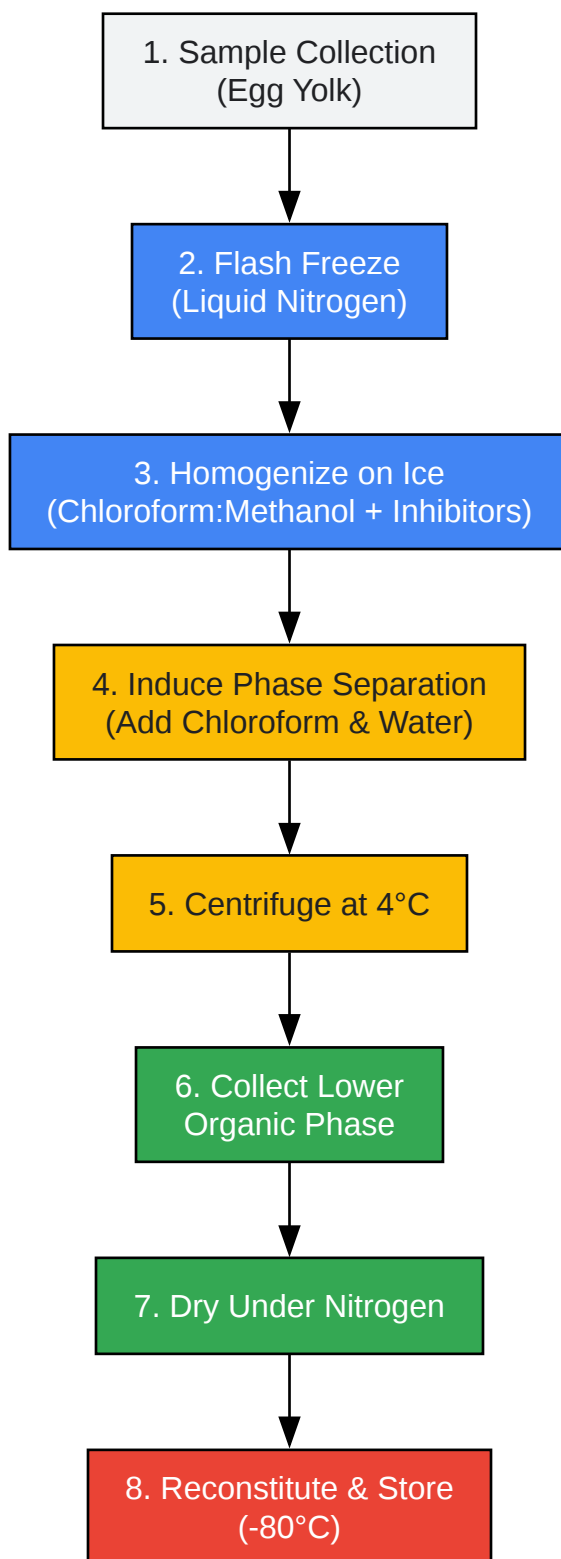 1. Sample Collection
(Egg Yolk)
2. Flash Freeze
(Liquid Nitrogen)
3. Homogenize on Ice
(Chloroform:Methanol + Inhibitors)
4. Induce Phase Separation
(Add Chloroform & Water)
5. Centrifuge at 4°C
6. Collect Lower
Organic Phase
7. Dry Under Nitrogen
8. Reconstitute & Store
(-80°C)